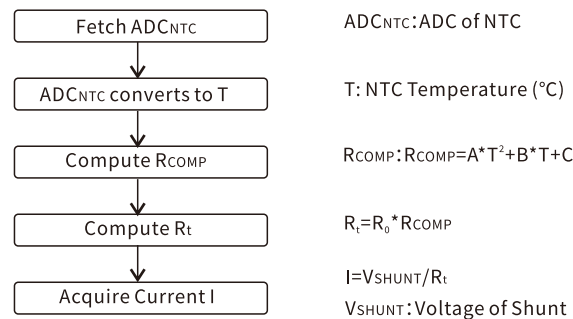 Fetch ADCNTC
ADCNTC:ADC of NTC
ADCNTC converts to T
T: NTC Temperature (°C)
Compute RCOMP
RCOMP:RCOMP=A*T²+B*T+C
Compute Rt
Rt=R₀*RCOMP
Acquire Current I
I=VSHUNT/Rt
VSHUNT:Voltage of Shunt